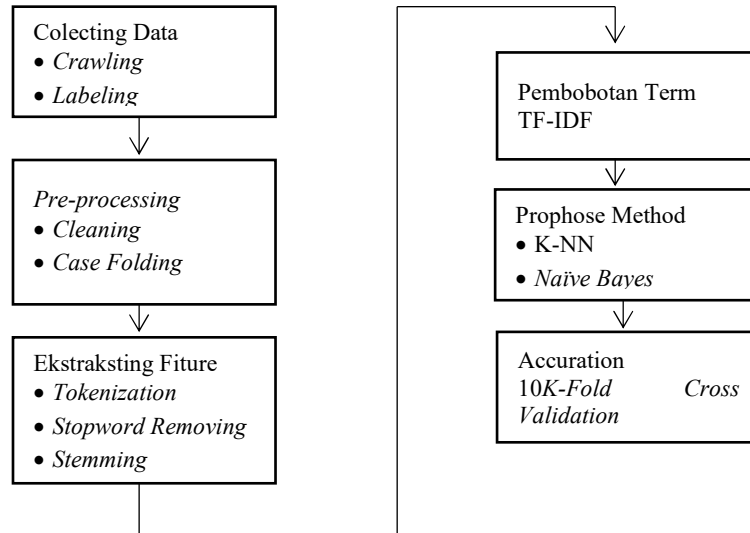 Colecting Data
• Crawling
• Labeling
Pre-processing
• Cleaning
• Case Folding
Ekstraksting Fiture
• Tokenization
• Stopword Removing
• Stemming
Pembobotan Term
TF-IDF
Prophose Method
• K-NN
• Naïve Bayes
Accuration
10K-Fold Cross
Validation